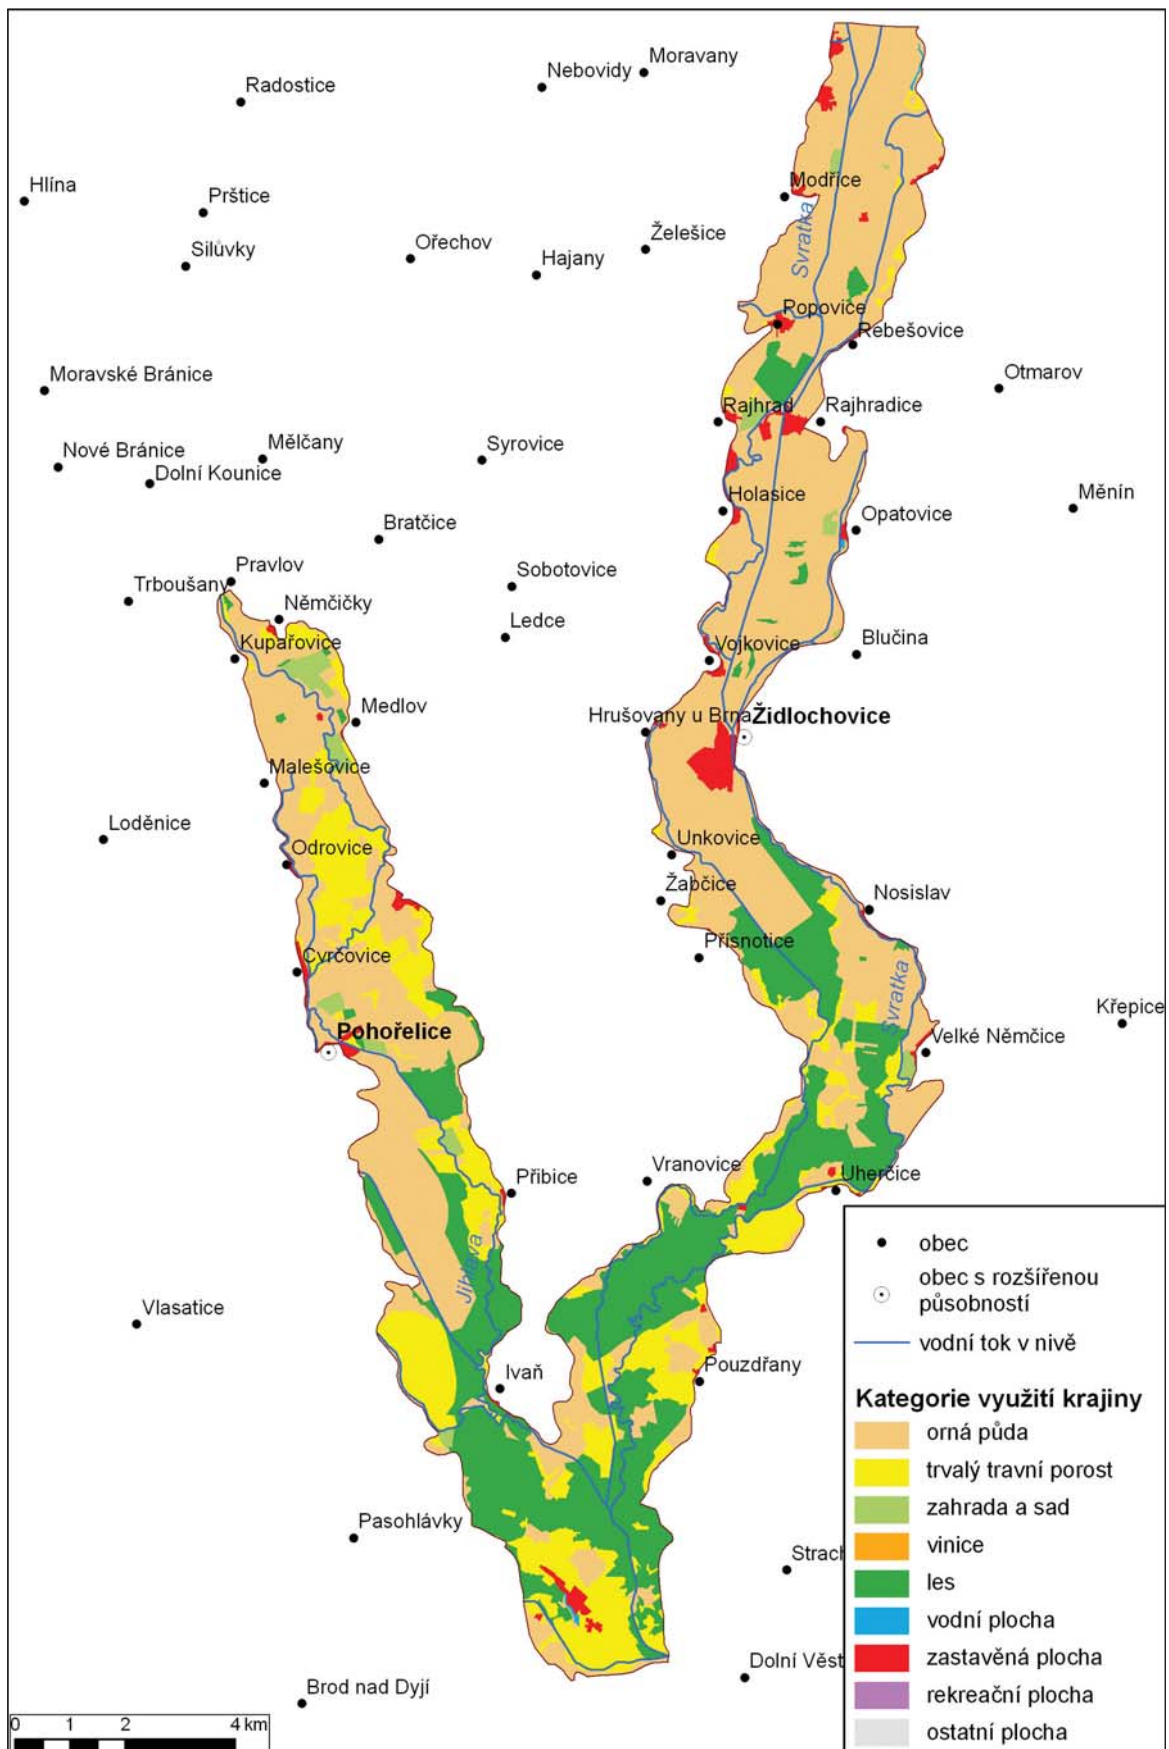 Moravany
Nebovidy
Radostice
Hlína
Prštice
Modřice
Svratka
Želešice
Ořechov
Silůvky
Hajany
Popovice
Rebešovice
Otmarov
Moravské Bránice
Rajhrad
Rajhradice
Mělčany
Syrovice
Nové Bránice
Dolní Kounice
Holasice
Měnín
Opatovice
Bratčice
Pravlov
Sobotovice
Trboušany
Němčičky
Ledce
Kupařovice
Vojkovice
Blučina
Medlov
Hrušovany u Brna
Židlochovice
Malešovice
Loděnice
Unkovice
Odrovice
Žabčice
Nosislav
Přísnotice
Cvrčovice
Svratka
Křepice
Pohořelice
Velké Němčice
Vranovice
Uherčice
Přibice
Jihlava
Vlasatice
Ivaň
Pouzdřany
Pasohlávky
Strach
Dolní Věst
Brod nad Dyjí
0 1 2 4 km
obec
obec s rozšířenou
působností
vodní tok v nivě
Kategorie využití krajiny
orná půda
trvalý travní porost
zahrada a sad
vinice
les
vodní plocha
zastavěná plocha
rekreační plocha
ostatní plocha